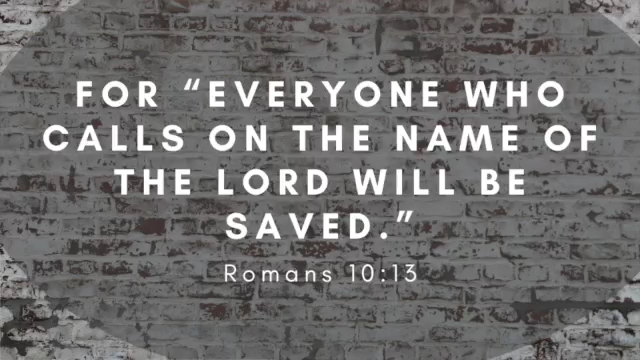 FOR “EVERYONE WHO
CALLS ON THE NAME OF
THE LORD WILL BE
SAVED.”
Romans 10:13